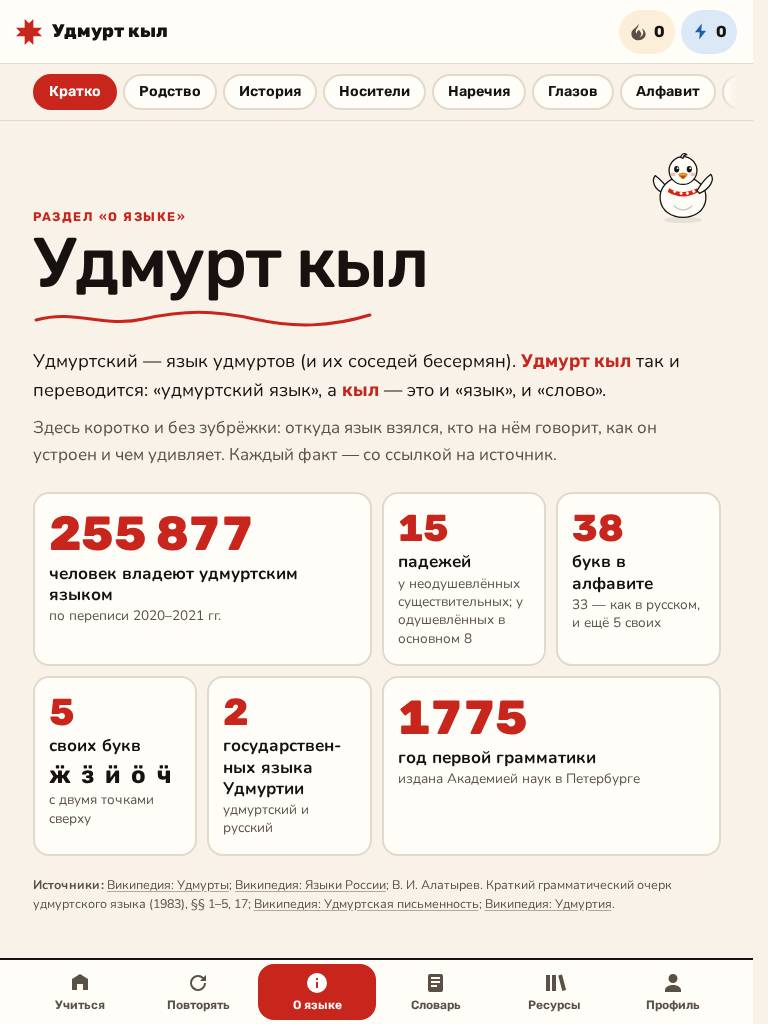 Удмурт кыл
0
0
Кратко
Родство
История
Носители
Наречия
Глазов
Алфавит
РАЗДЕЛ «О ЯЗЫКЕ»
Удмурт кыл
Удмуртский — язык удмуртов (и их соседей бесермян). Удмурт кыл так и
переводится: «удмуртский язык», а кыл — это и «язык», и «слово».
Здесь коротко и без зубрёжки: откуда язык взялся, кто на нём говорит, как он
устроен и чем удивляет. Каждый факт — со ссылкой на источник.
255 877
человек владеют удмуртским
языком
по переписи 2020–2021 гг.
15
падежей
у неодушевлённых
существительных; у
одушевлённых в
основном 8
38
букв в
алфавите
33 — как в русском,
и ещё 5 своих
5
своих букв
ӝ ӟ ӥ ӧ ӵ
с двумя точками
сверху
2
государствен-
ных языка
Удмуртии
удмуртский и
русский
1775
год первой грамматики
издана Академией наук в Петербурге
Источники: Википедия: Удмурты; Википедия: Языки России; В. И. Алатырев. Краткий грамматический очерк
удмуртского языка (1983), §§ 1–5, 17; Википедия: Удмуртская письменность; Википедия: Удмуртия.
Учиться
Повторять
О языке
Словарь
Ресурсы
Профиль